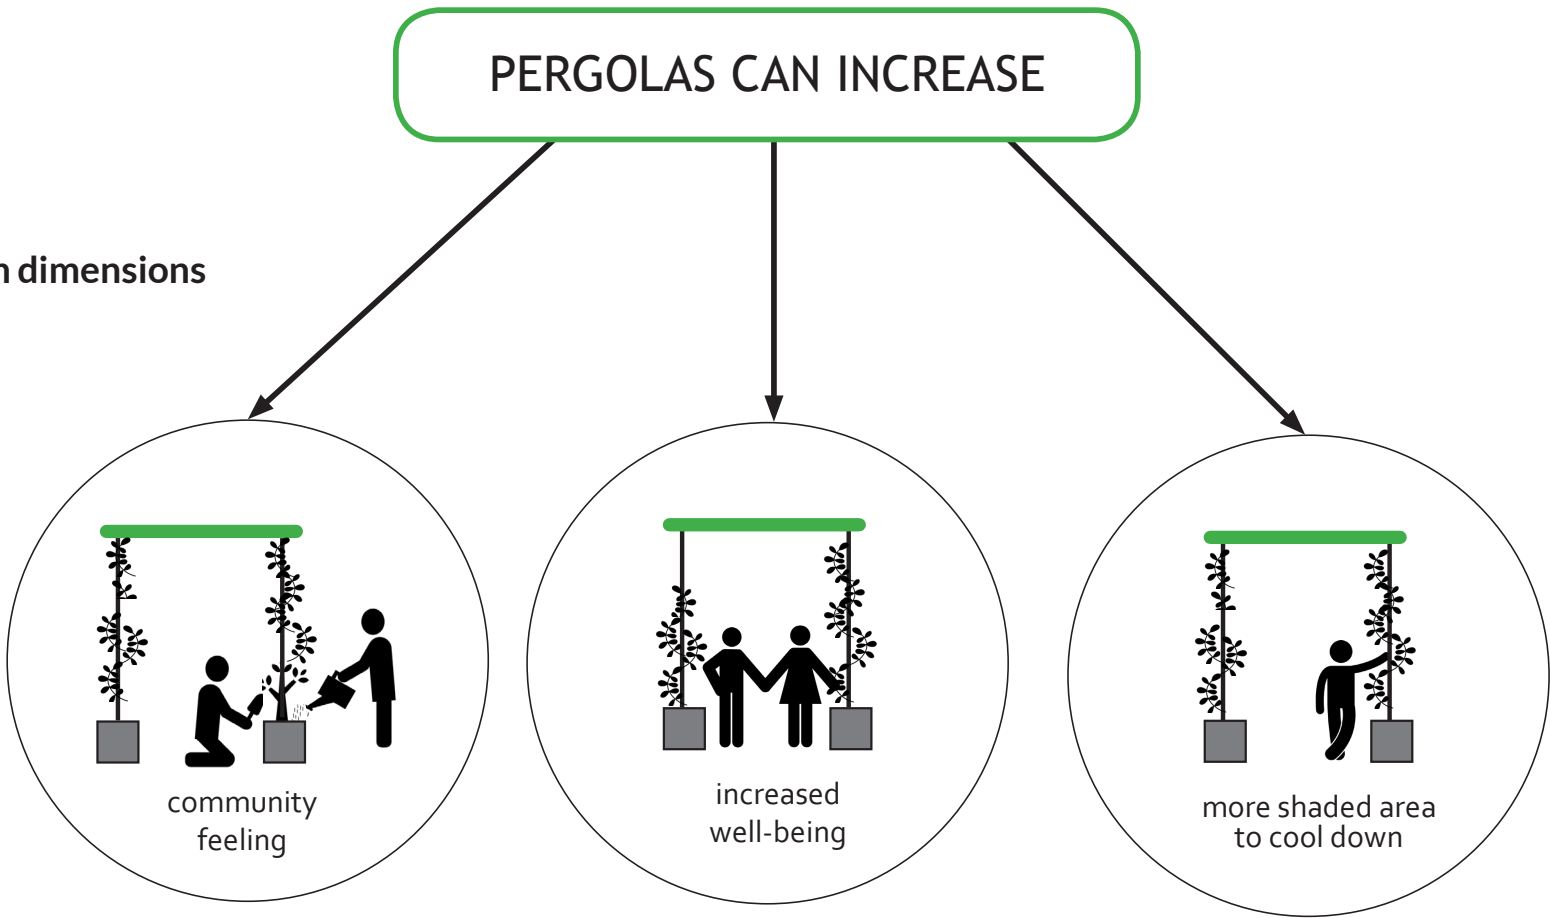 PERGOLAS CAN INCREASE
dimensions
community
feeling
increased
well-being
more shaded area
to cool down